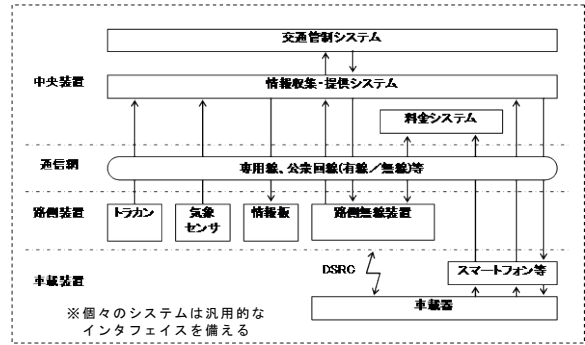 交通管制システム
中央装置
情報収集・提供システム
料金システム
通信網
専用線、公衆回線(有線／無線)等
路側装置
トラカン
気象
センサ
情報板
路側無線装置
DSRC
スマートフォン等
車載装置
車載器
※個々のシステムは汎用的な
インタフェイスを備える